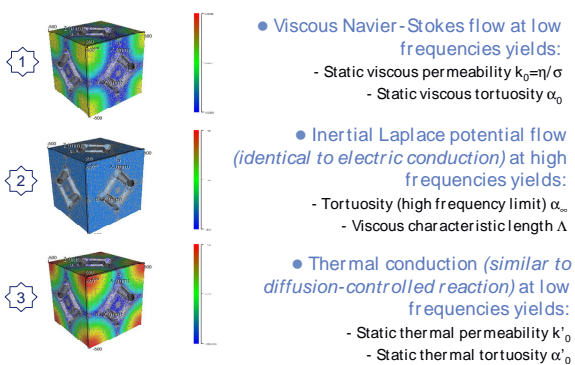 1
● Viscous Navier-Stokes flow at low
frequencies yields:
- Static viscous permeability k₀=η/σ
- Static viscous tortuosity α₀
2
● Inertial Laplace potential flow
(identical to electric conduction) at high
frequencies yields:
- Tortuosity (high frequency limit) α∞
- Viscous characteristic length Λ
3
● Thermal conduction (similar to
diffusion-controlled reaction) at low
frequencies yields:
- Static thermal permeability k'₀
- Static thermal tortuosity α'₀